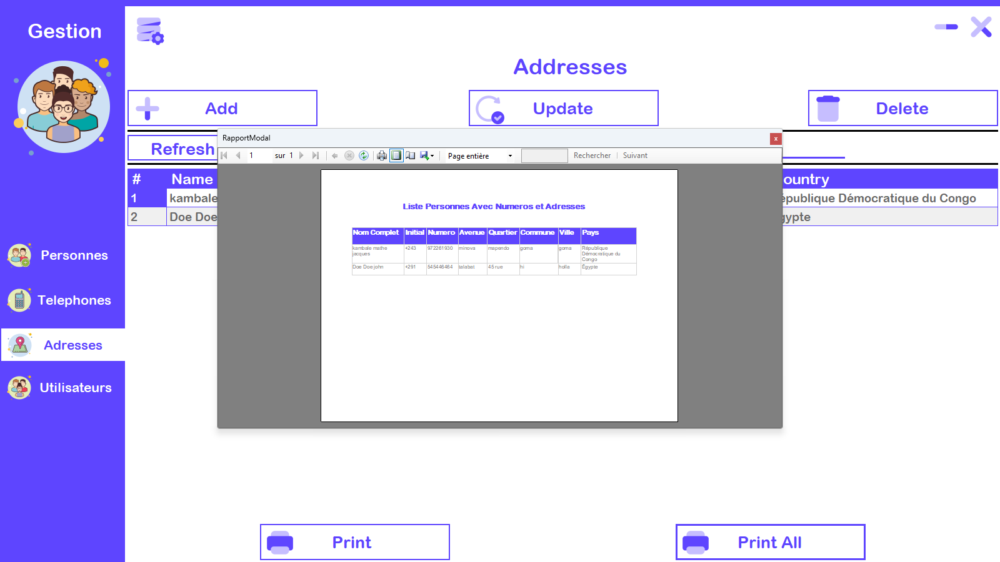 Gestion
Addresses
Add
Update
Delete
RapportModal
Refresh
1 sur 1 Page entière Rechercher Suivant
# Name ountry
1 kambale épublique Démocratique du Congo
2 Doe Doe gypte
Liste Personnes Avec Numeros et Adresses
Nom Complet Initial Numero Avenue Quartier Commune Ville Pays
kambale mathe jacques +243 972261930 minova mapendo goma goma République Démocratique du Congo
Doe Doe john +291 545446464 talabat 45 rue hi holla Égypte
Personnes
Telephones
Adresses
Utilisateurs
Print
Print All